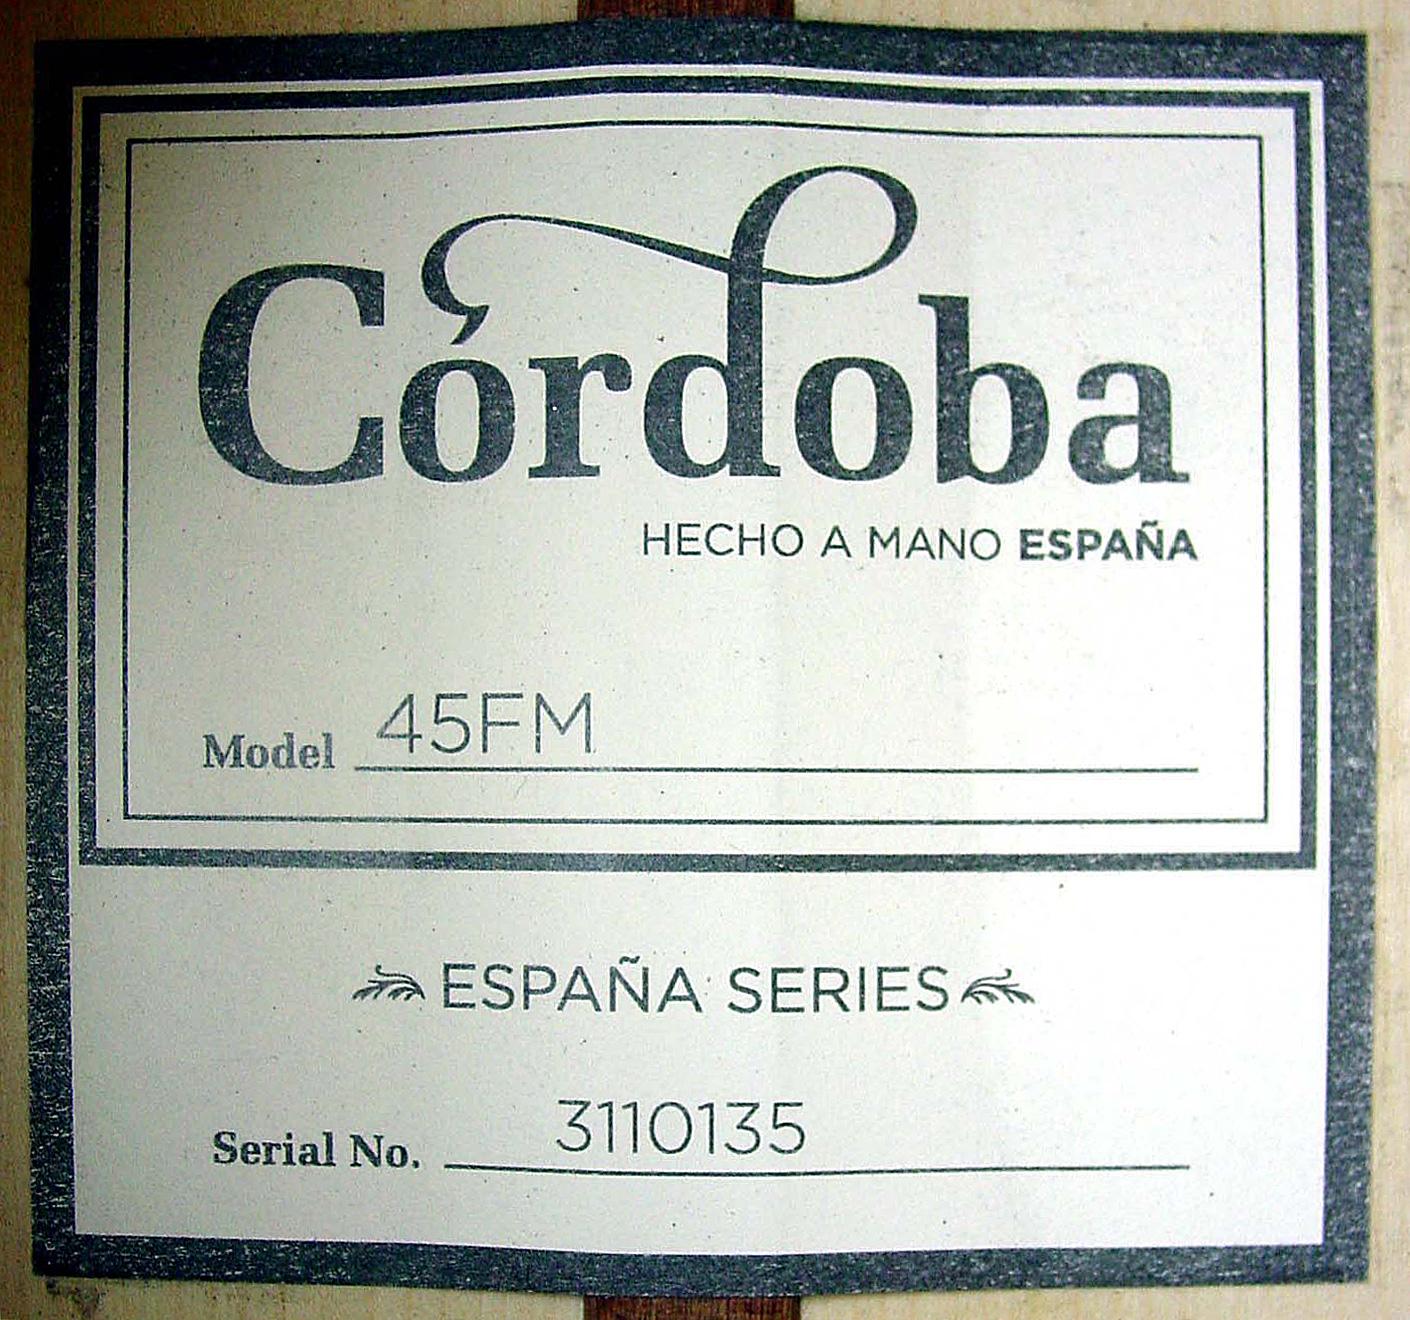 Córdoba
HECHO A MANO ESPAÑA
Model 45FM
ESPAÑA SERIES
Serial No. 3110135